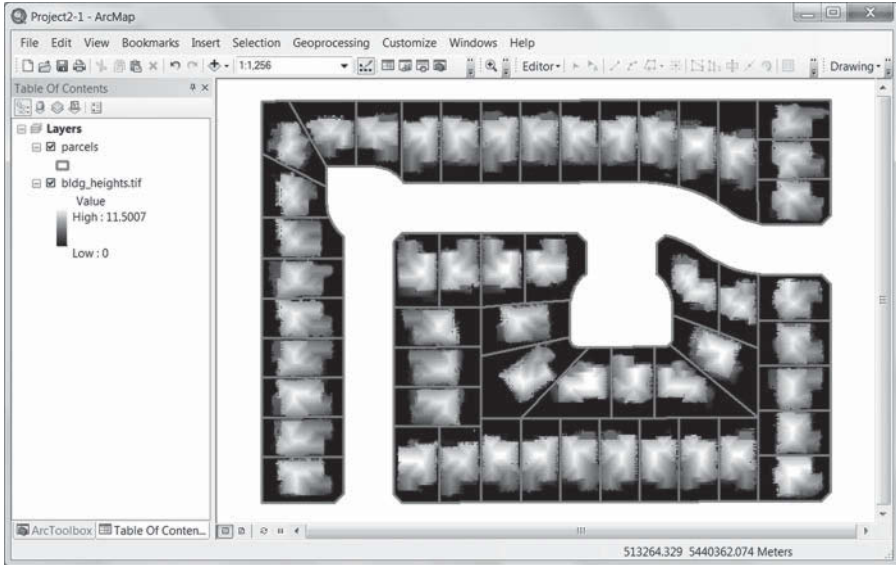 Project2-1 - ArcMap
File Edit View Bookmarks Insert Selection Geoprocessing Customize Windows Help
1:1,256 Editor Drawing
Table Of Contents
Layers
parcels
bldg_heights.tif
Value
High : 11.5007
Low : 0
ArcToolbox Table Of Conten...
513264.329 5440362.074 Meters